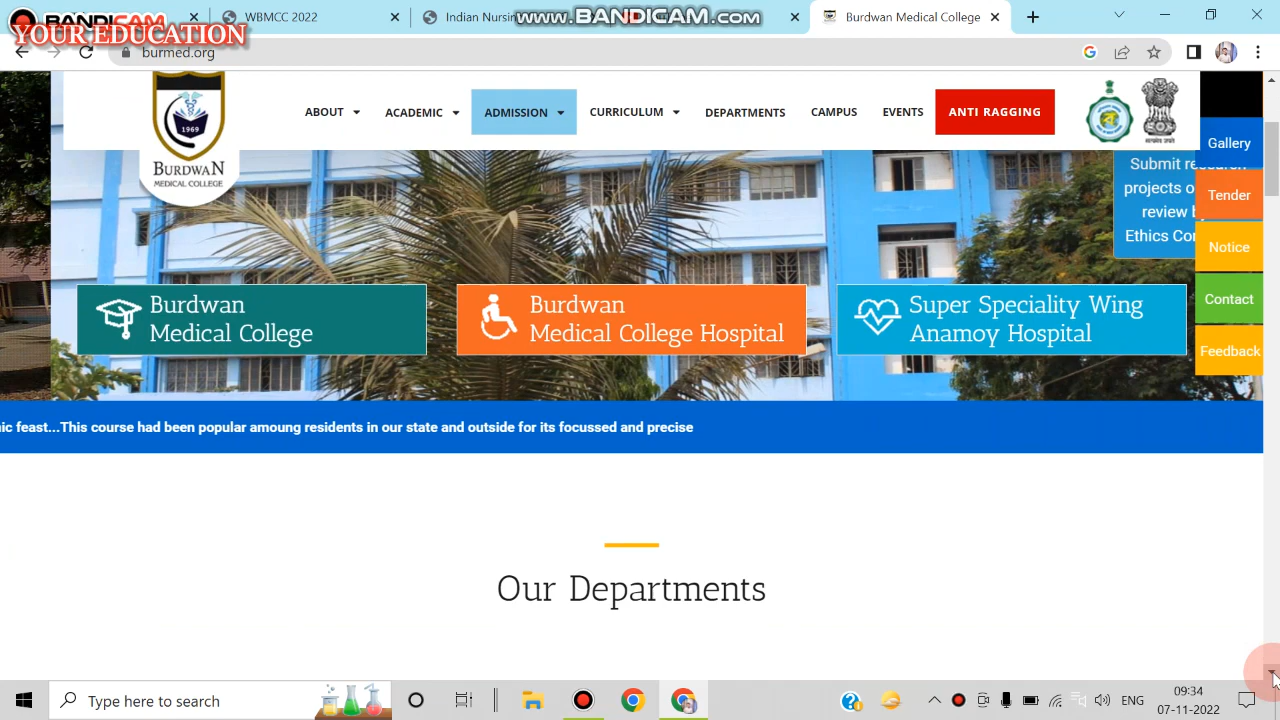 BANDICAM
YOUR EDUCATION
WBMCC 2022
Indian Nursin
www.BANDICAM.com
Burdwan Medical College
burmed.org
1969
BURDWAN
MEDICAL COLLEGE
ABOUT
ACADEMIC
ADMISSION
CURRICULUM
DEPARTMENTS
CAMPUS
EVENTS
ANTI RAGGING
Gallery
Tender
Notice
Contact
Feedback
Submit research
projects o
review b
Ethics Co
Burdwan
Medical College
Burdwan
Medical College Hospital
Super Speciality Wing
Anamoy Hospital
ic feast...This course had been popular amoung residents in our state and outside for its focussed and precise
Our Departments
Type here to search
09:34
07-11-2022